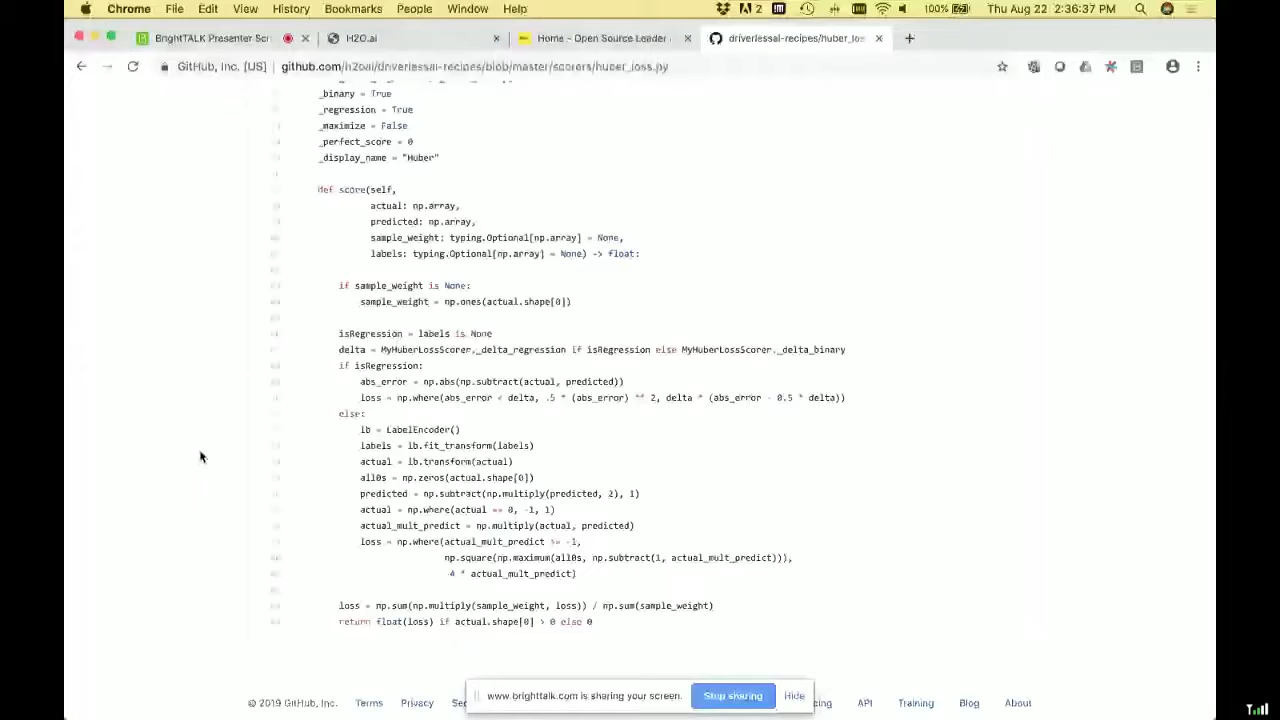 Chrome File Edit View History Bookmarks People Window Help 2 100% Thu Aug 22 2:36:37 PM
BrightTALK Presenter Scr H2O.ai Home - Open Source Leader driverlessai-recipes/huber_los
GitHub, Inc. [US] github.com/h2oai/driverlessai-recipes/blob/master/scorers/huber_loss.py
_binary = True
_regression = True
_maximize = False
_perfect_score = 0
_display_name = "Huber"
def score(self,
actual: np.array,
predicted: np.array,
sample_weight: typing.Optional[np.array] = None,
labels: typing.Optional[np.array] = None) -> float:
if sample_weight is None:
sample_weight = np.ones(actual.shape[0])
isRegression = labels is None
delta = MyHuberLossScorer._delta_regression if isRegression else MyHuberLossScorer._delta_binary
if isRegression:
abs_error = np.abs(np.subtract(actual, predicted))
loss = np.where(abs_error < delta, .5 * (abs_error) ** 2, delta * (abs_error - 0.5 * delta))
else:
lb = LabelEncoder()
labels = lb.fit_transform(labels)
actual = lb.transform(actual)
all0s = np.zeros(actual.shape[0])
predicted = np.subtract(np.multiply(predicted, 2), 1)
actual = np.where(actual == 0, -1, 1)
actual_mult_predict = np.multiply(actual, predicted)
loss = np.where(actual_mult_predict >= -1,
np.square(np.maximum(all0s, np.subtract(1, actual_mult_predict))),
-4 * actual_mult_predict)
loss = np.sum(np.multiply(sample_weight, loss)) / np.sum(sample_weight)
return float(loss) if actual.shape[0] > 0 else 0
www.brighttalk.com is sharing your screen. Stop sharing Hide
© 2019 GitHub, Inc. Terms Privacy Sec cing API Training Blog About